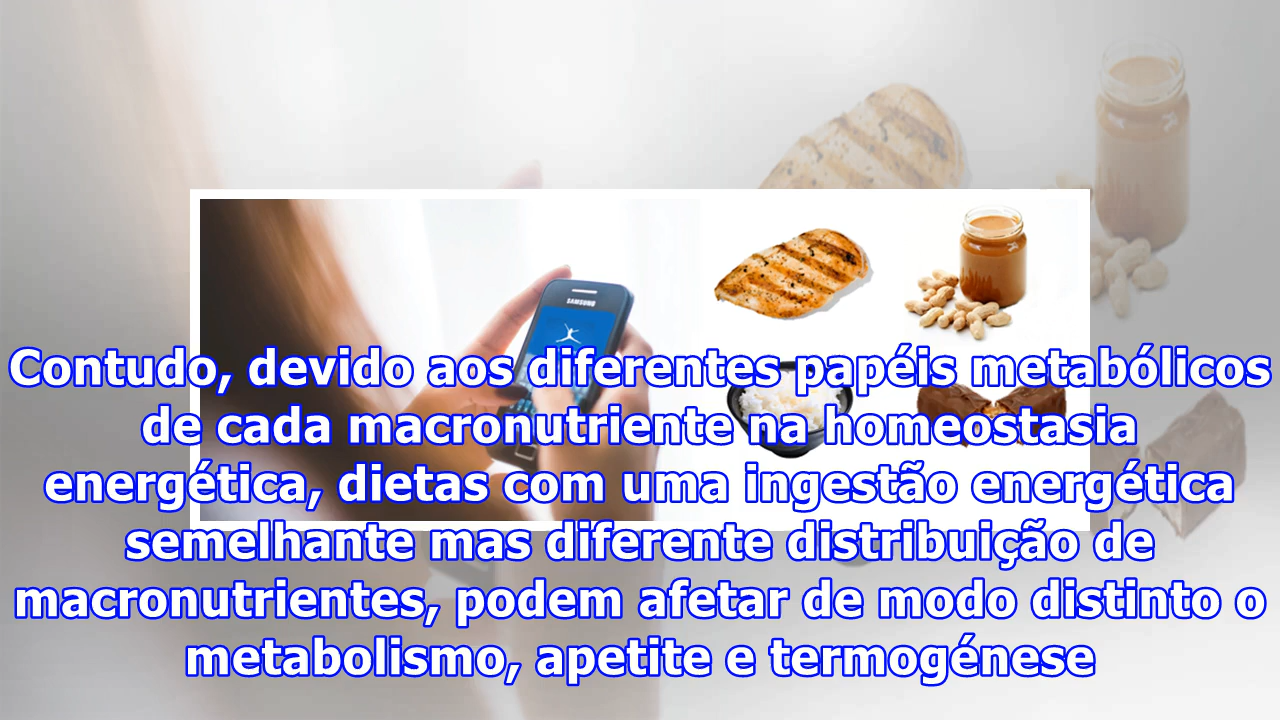 SAMSUNG
Contudo, devido aos diferentes papéis metabólicos
de cada macronutriente na homeostasia
energética, dietas com uma ingestão energética
semelhante mas diferente distribuição de
macronutrientes, podem afetar de modo distinto o
metabolismo, apetite e termogénese